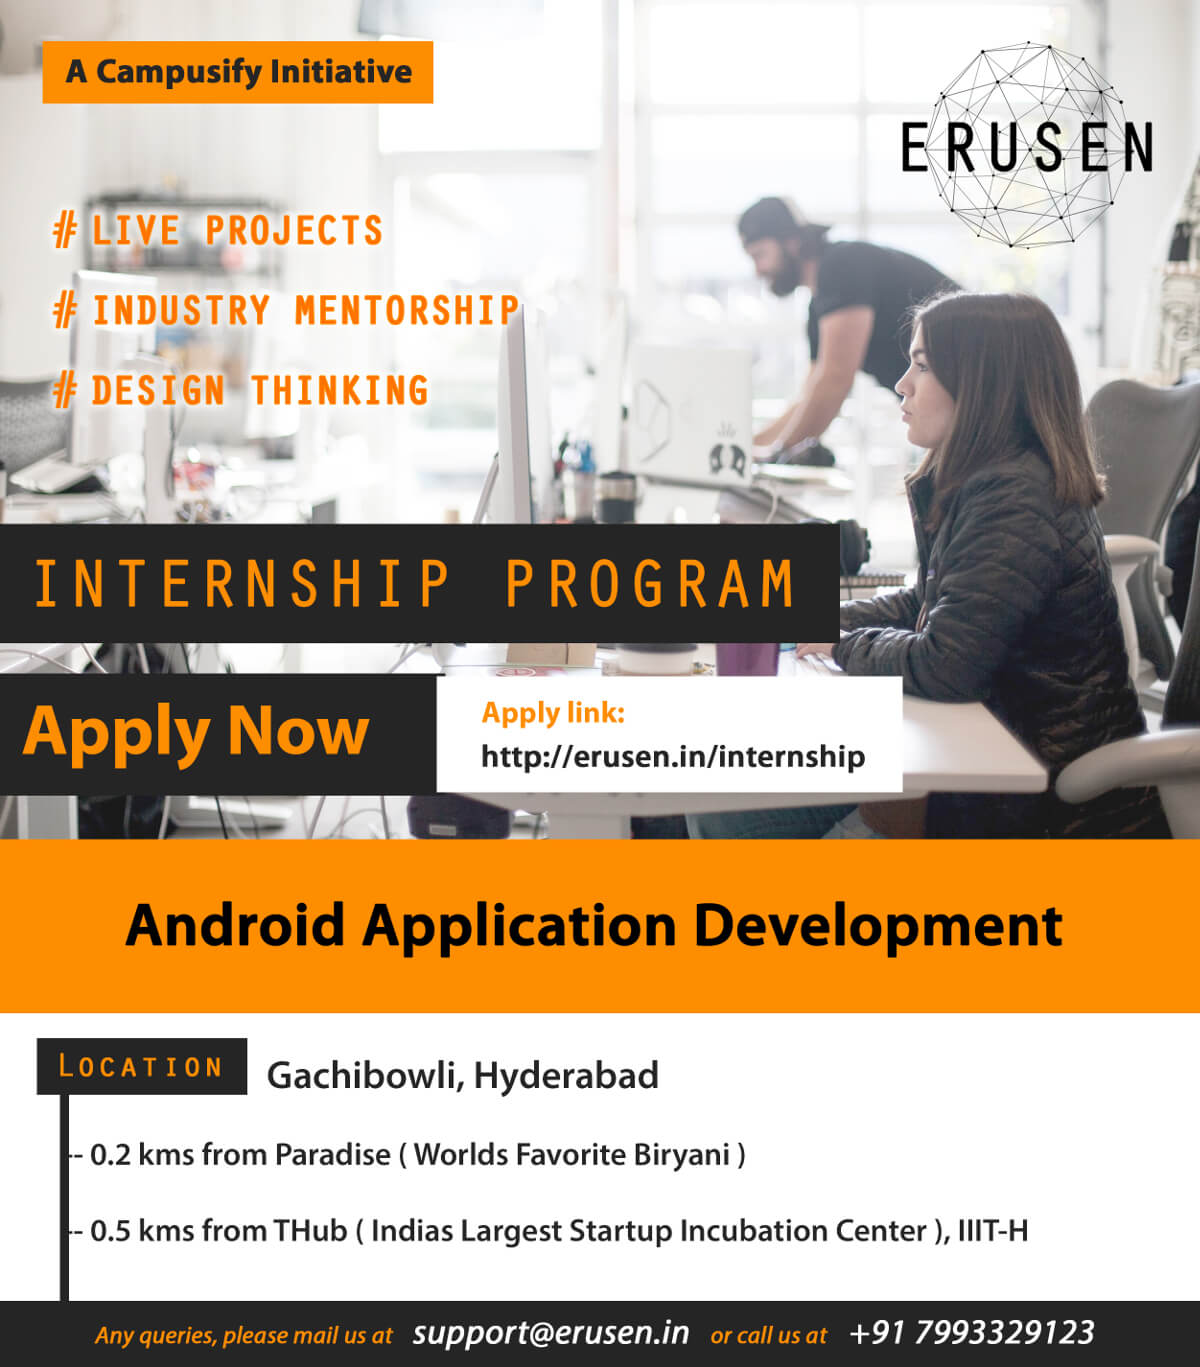 A Campusify Initiative
ERUSEN
# LIVE PROJECTS
# INDUSTRY MENTORSHIP
# DESIGN THINKING
INTERNSHIP PROGRAM
Apply Now
Apply link:
http://erusen.in/internship
Android Application Development
LOCATION
Gachibowli, Hyderabad
-- 0.2 kms from Paradise ( Worlds Favorite Biryani )
-- 0.5 kms from THub ( Indias Largest Startup Incubation Center ), IIIT-H
Any queries, please mail us at support@erusen.in or call us at +91 7993329123